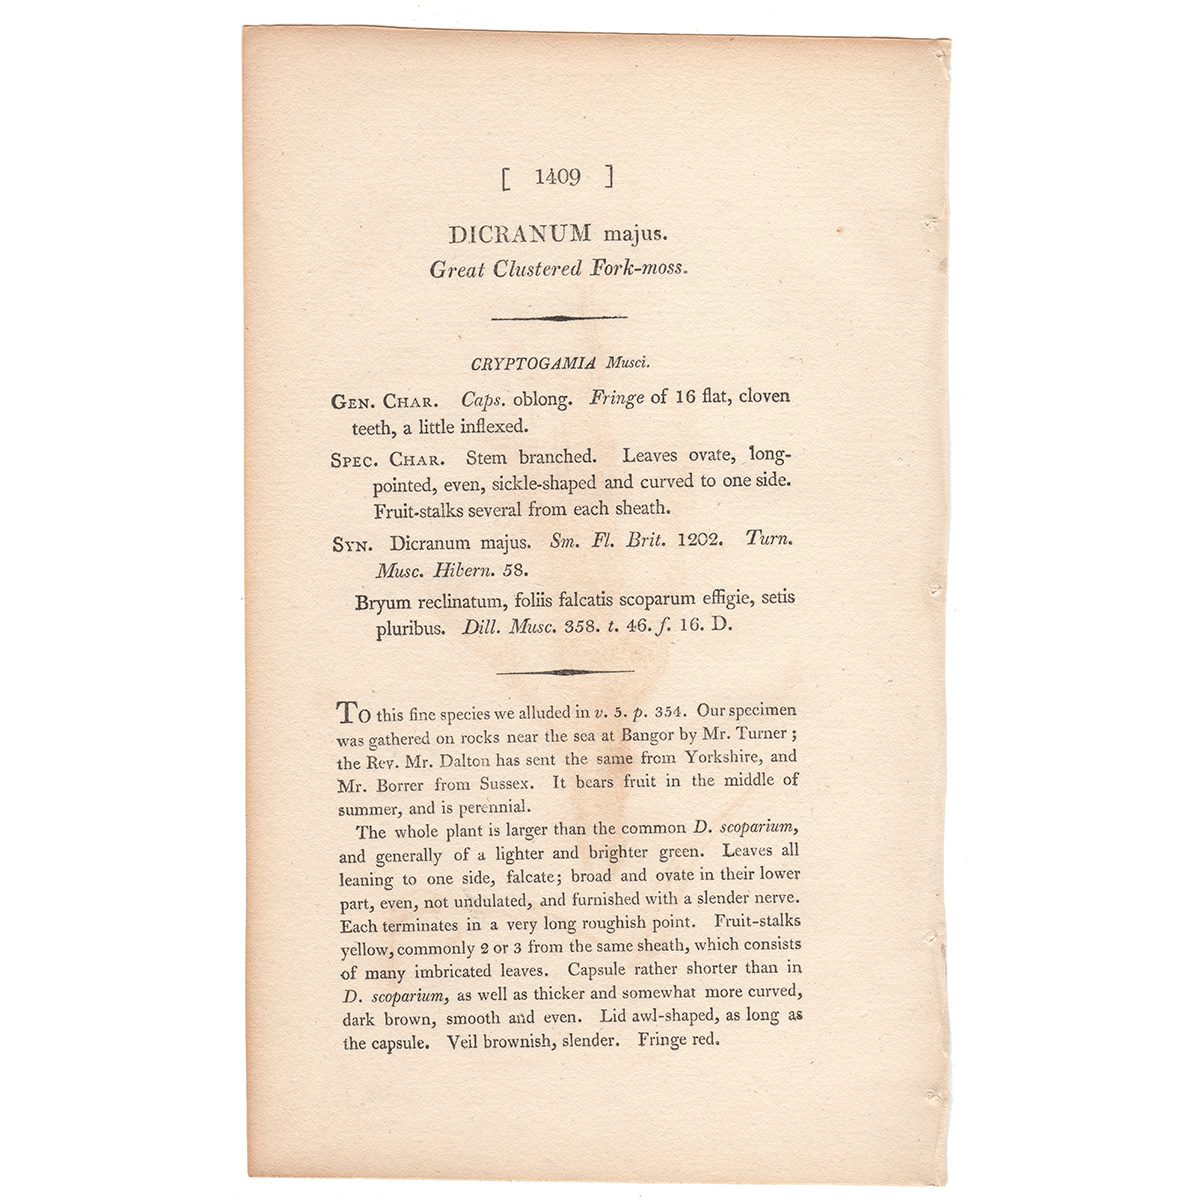 [ 1409 ]
DICRANUM majus.
Great Clustered Fork-moss.
CRYPTOGAMIA Musci.
GEN. CHAR. Caps. oblong. Fringe of 16 flat, cloven
teeth, a little inflexed.
SPEC. CHAR. Stem branched. Leaves ovate, long-
pointed, even, sickle-shaped and curved to one side.
Fruit-stalks several from each sheath.
SYN. Dicranum majus. Sm. Fl. Brit. 1202. Turn.
Musc. Hibern. 58.
Bryum reclinatum, foliis falcatis scoparum effigie, setis
pluribus. Dill. Musc. 358. t. 46. f. 16. D.
TO this fine species we alluded in v. 5. p. 354. Our specimen
was gathered on rocks near the sea at Bangor by Mr. Turner;
the Rev. Mr. Dalton has sent the same from Yorkshire, and
Mr. Borrer from Sussex. It bears fruit in the middle of
summer, and is perennial.
The whole plant is larger than the common D. scoparium,
and generally of a lighter and brighter green. Leaves all
leaning to one side, falcate; broad and ovate in their lower
part, even, not undulated, and furnished with a slender nerve.
Each terminates in a very long roughish point. Fruit-stalks
yellow, commonly 2 or 3 from the same sheath, which consists
of many imbricated leaves. Capsule rather shorter than in
D. scoparium, as well as thicker and somewhat more curved,
dark brown, smooth and even. Lid awl-shaped, as long as
the capsule. Veil brownish, slender. Fringe red.